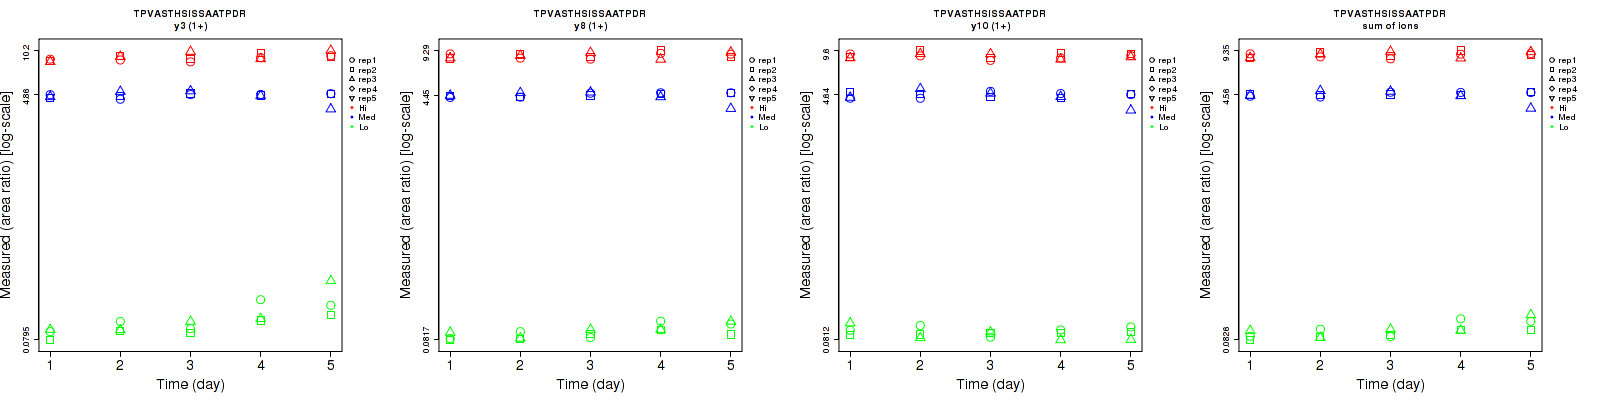 TPVASTHSISSAATPDR
y3 (1+)
Measured (area ratio) [log-scale]
10.2
4.86
0.0795
1 2 3 4 5
Time (day)
rep1
rep2
rep3
rep4
rep5
Hi
Med
Lo
TPVASTHSISSAATPDR
y8 (1+)
Measured (area ratio) [log-scale]
9.29
4.45
0.0817
1 2 3 4 5
Time (day)
rep1
rep2
rep3
rep4
rep5
Hi
Med
Lo
TPVASTHSISSAATPDR
y10 (1+)
Measured (area ratio) [log-scale]
9.6
4.64
0.0812
1 2 3 4 5
Time (day)
rep1
rep2
rep3
rep4
rep5
Hi
Med
Lo
TPVASTHSISSAATPDR
sum of ions
Measured (area ratio) [log-scale]
9.35
4.56
0.0826
1 2 3 4 5
Time (day)
rep1
rep2
rep3
rep4
rep5
Hi
Med
Lo